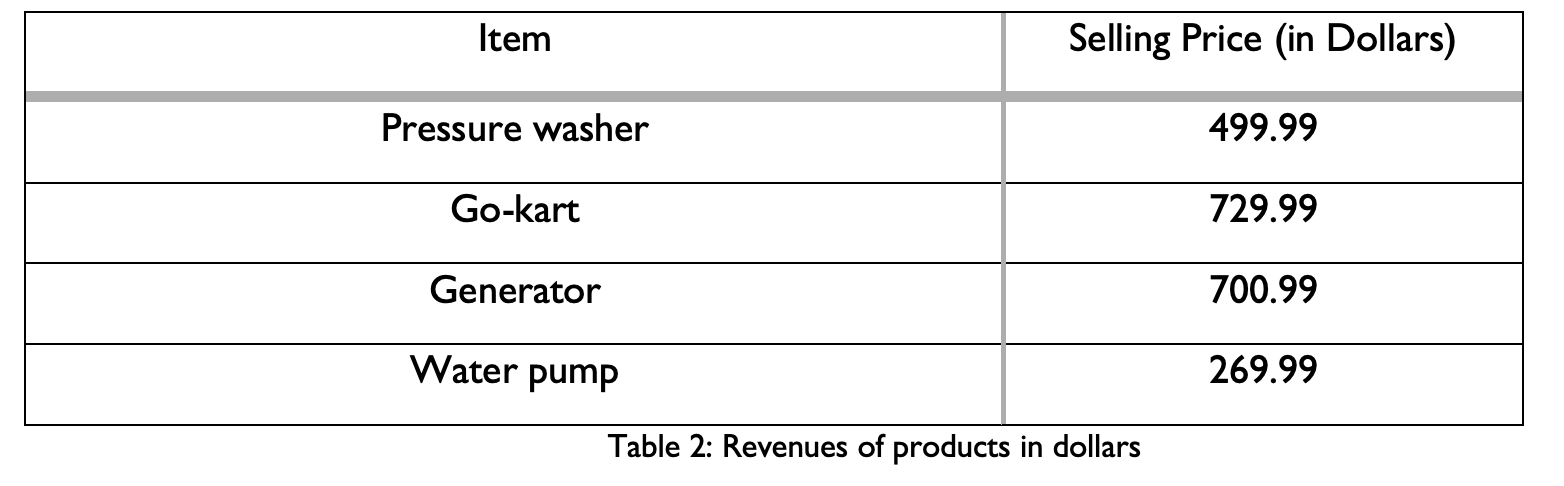 Item Selling Price (in Dollars)
Pressure washer 499.99
Go-kart 729.99
Generator 700.99
Water pump 269.99
Table 2: Revenues of products in dollars